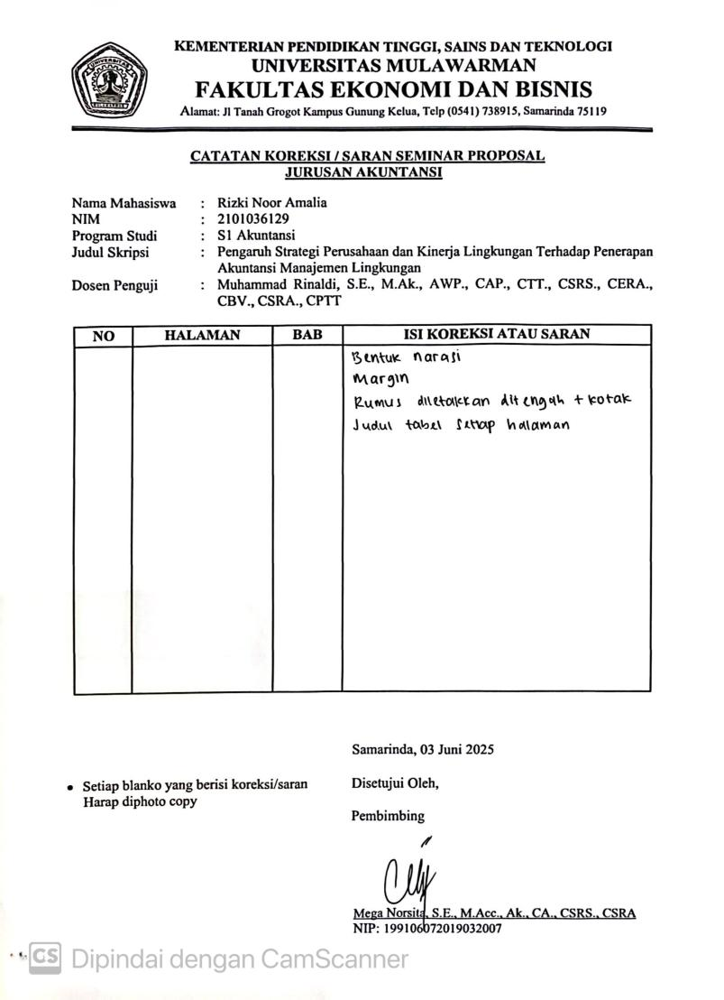 KEMENTERIAN PENDIDIKAN TINGGI, SAINS DAN TEKNOLOGI
UNIVERSITAS MULAWARMAN
FAKULTAS EKONOMI DAN BISNIS
Alamat: Jl Tanah Grogot Kampus Gunung Kelua, Telp (0541) 738915, Samarinda 75119
CATATAN KOREKSI / SARAN SEMINAR PROPOSAL
JURUSAN AKUNTANSI
Nama Mahasiswa : Rizki Noor Amalia
NIM : 2101036129
Program Studi : S1 Akuntansi
Judul Skripsi : Pengaruh Strategi Perusahaan dan Kinerja Lingkungan Terhadap Penerapan
Akuntansi Manajemen Lingkungan
Dosen Penguji : Muhammad Rinaldi, S.E., M.Ak., AWP., CAP., CTT., CSRS., CERA.,
CBV., CSRA., CPTT
NO HALAMAN BAB ISI KOREKSI ATAU SARAN
Bentuk narasi
Margin
Rumus diletakkan ditengah + kotak
Judul tabel setiap halaman
Samarinda, 03 Juni 2025
• Setiap blanko yang berisi koreksi/saran
Harap diphoto copy
Disetujui Oleh,
Pembimbing
Mega Norsita, S.E., M.Acc., Ak., CA., CSRS., CSRA
NIP: 199106072019032007
CS Dipindai dengan CamScanner